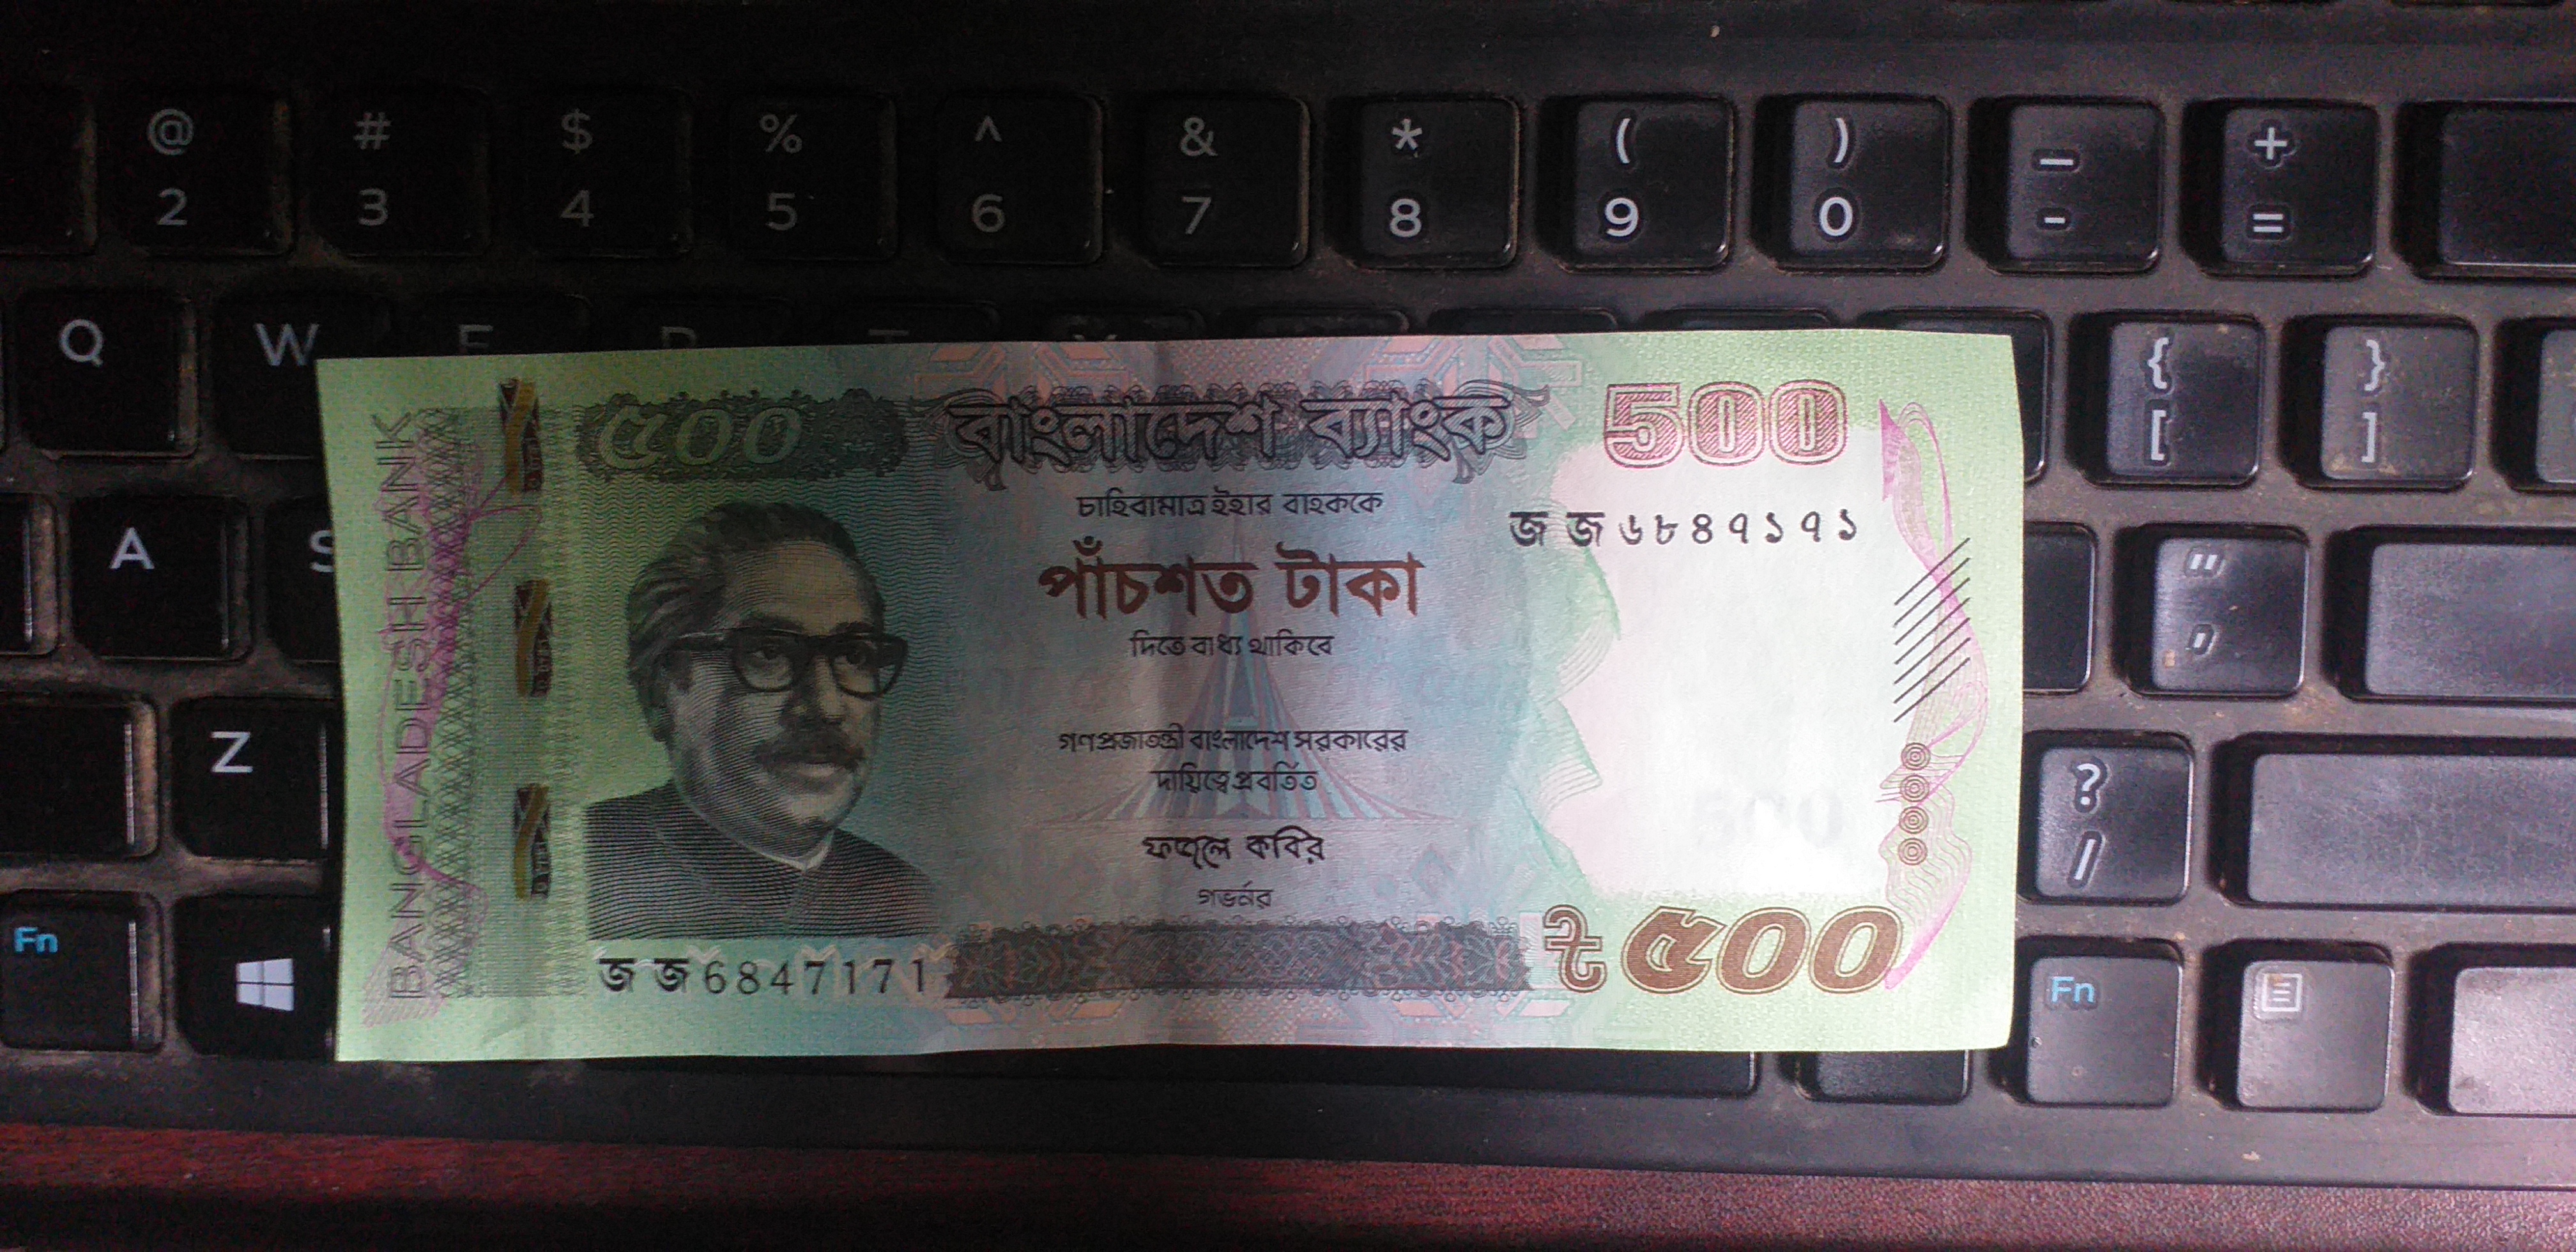 @ # $ % ^ & * ( ) _ +
2 3 4 5 6 7 8 9 0 - =
Q W { }
[ ]
BANGLADESH BANK
৫০০ বাংলাদেশ ব্যাংক 500
চাহিবামাত্র ইহার বাহককে
জ জ ৬৮৪৭১৭১
পাঁচশত টাকা
দিতে বাধ্য থাকিবে
গণপ্রজাতন্ত্রী বাংলাদেশ সরকারের
দায়িত্বে প্রবর্তিত
500
ফজলে কবির
গভর্নর
জ জ 6847171
৳ ৫০০
A S " '
Z ? /
Fn Fn